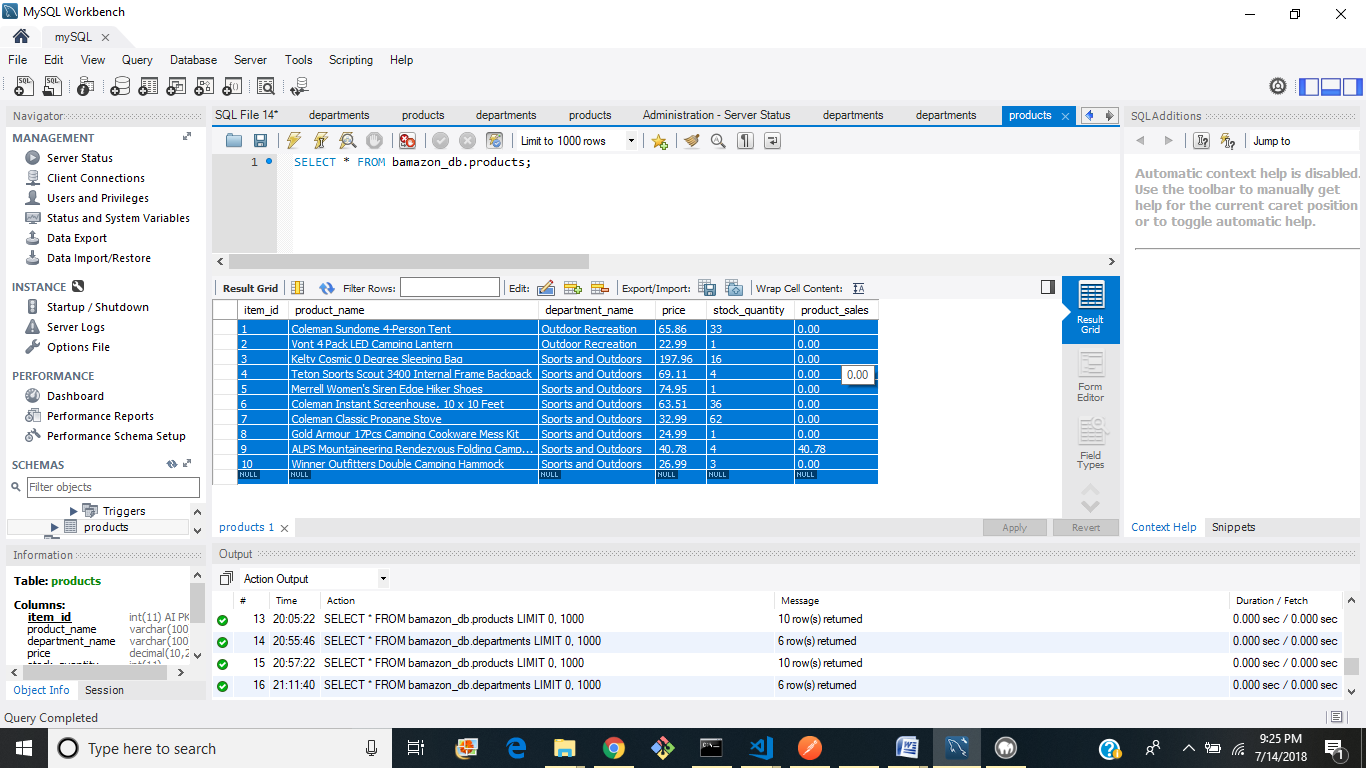 MySQL Workbench
mySQL
File Edit View Query Database Server Tools Scripting Help
Navigator
MANAGEMENT
Server Status
Client Connections
Users and Privileges
Status and System Variables
Data Export
Data Import/Restore
INSTANCE
Startup / Shutdown
Server Logs
Options File
PERFORMANCE
Dashboard
Performance Reports
Performance Schema Setup
SCHEMAS
Filter objects
Triggers
products
Information
Table: products
Columns:
item_id int(11) AI PK
product_name varchar(100
department_name varchar(100
price decimal(10,2
stock_quantity int(11)
Object Info Session
Query Completed
SQL File 14* departments products departments products Administration - Server Status departments departments products
Limit to 1000 rows
1 SELECT * FROM bamazon_db.products;
Result Grid Filter Rows: Edit: Export/Import: Wrap Cell Content: IA
item_id product_name department_name price stock_quantity product_sales
1 Coleman Sundome 4-Person Tent Outdoor Recreation 65.86 33 0.00
2 Vont 4 Pack LED Camping Lantern Outdoor Recreation 22.99 1 0.00
3 Kelty Cosmic 0 Degree Sleeping Bag Sports and Outdoors 197.96 16 0.00
4 Teton Sports Scout 3400 Internal Frame Backpack Sports and Outdoors 69.11 4 0.00
5 Merrell Women's Siren Edge Hiker Shoes Sports and Outdoors 74.95 1 0.00
6 Coleman Instant Screenhouse, 10 x 10 Feet Sports and Outdoors 63.51 36 0.00
7 Coleman Classic Propane Stove Sports and Outdoors 32.99 62 0.00
8 Gold Armour 17Pcs Camping Cookware Mess Kit Sports and Outdoors 24.99 1 0.00
9 ALPS Mountaineering Rendezvous Folding Camp... Sports and Outdoors 40.78 4 40.78
10 Winner Outfitters Double Camping Hammock Sports and Outdoors 26.99 3 0.00
NULL NULL NULL NULL NULL NULL
0.00
Result Grid
Form Editor
Field Types
products 1
Apply Revert
SQLAdditions
Jump to
Automatic context help is disabled.
Use the toolbar to manually get
help for the current caret position
or to toggle automatic help.
Context Help Snippets
Output
Action Output
# Time Action Message Duration / Fetch
13 20:05:22 SELECT * FROM bamazon_db.products LIMIT 0, 1000 10 row(s) returned 0.000 sec / 0.000 sec
14 20:55:46 SELECT * FROM bamazon_db.departments LIMIT 0, 1000 6 row(s) returned 0.000 sec / 0.000 sec
15 20:57:22 SELECT * FROM bamazon_db.products LIMIT 0, 1000 10 row(s) returned 0.000 sec / 0.000 sec
16 21:11:40 SELECT * FROM bamazon_db.departments LIMIT 0, 1000 6 row(s) returned 0.000 sec / 0.000 sec
Type here to search
9:25 PM
7/14/2018
1